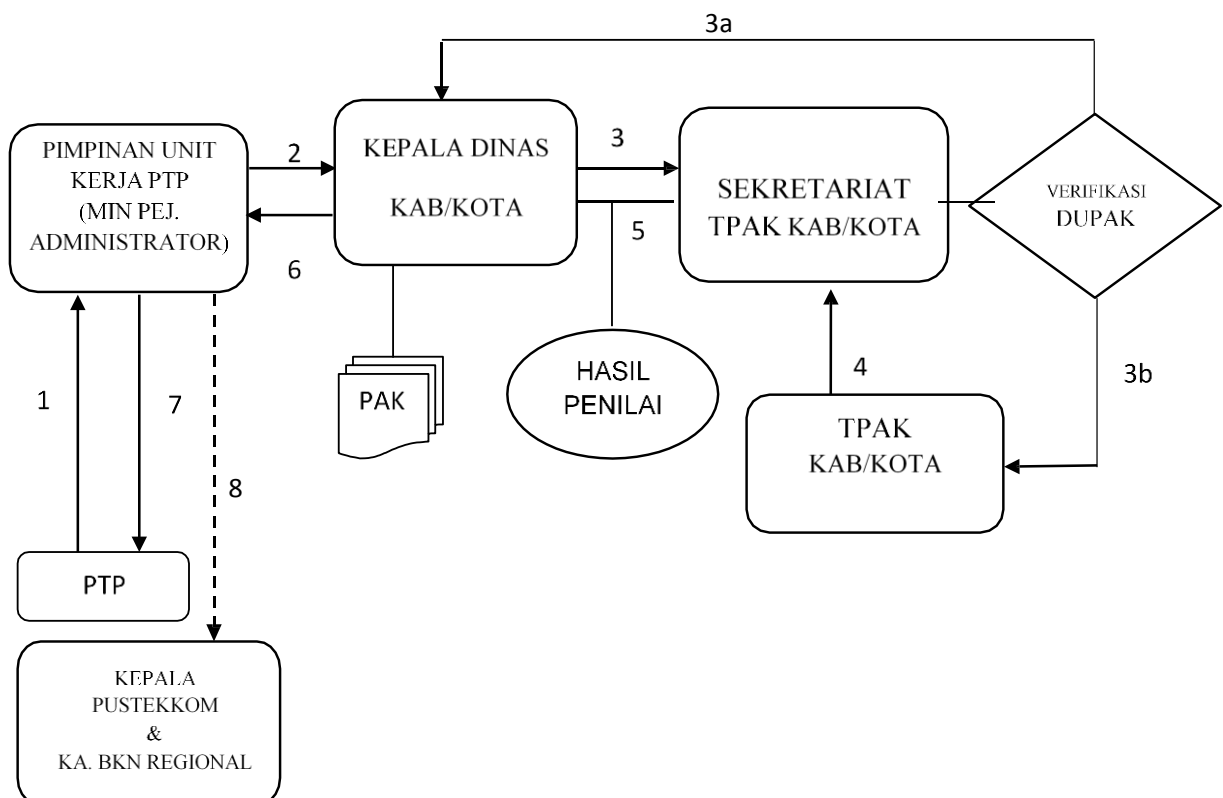 3a
PIMPINAN UNIT
KERJA PTP
(MIN PEJ.
ADMINISTRATOR)
2
6
KEPALA DINAS
KAB/KOTA
3
5
SEKRETARIAT
TPAK KAB/KOTA
VERIFIKASI
DUPAK
1
7
8
PAK
HASIL
PENILAI
4
3b
TPAK
KAB/KOTA
PTP
KEPALA
PUSTEKKOM
&
KA. BKN REGIONAL